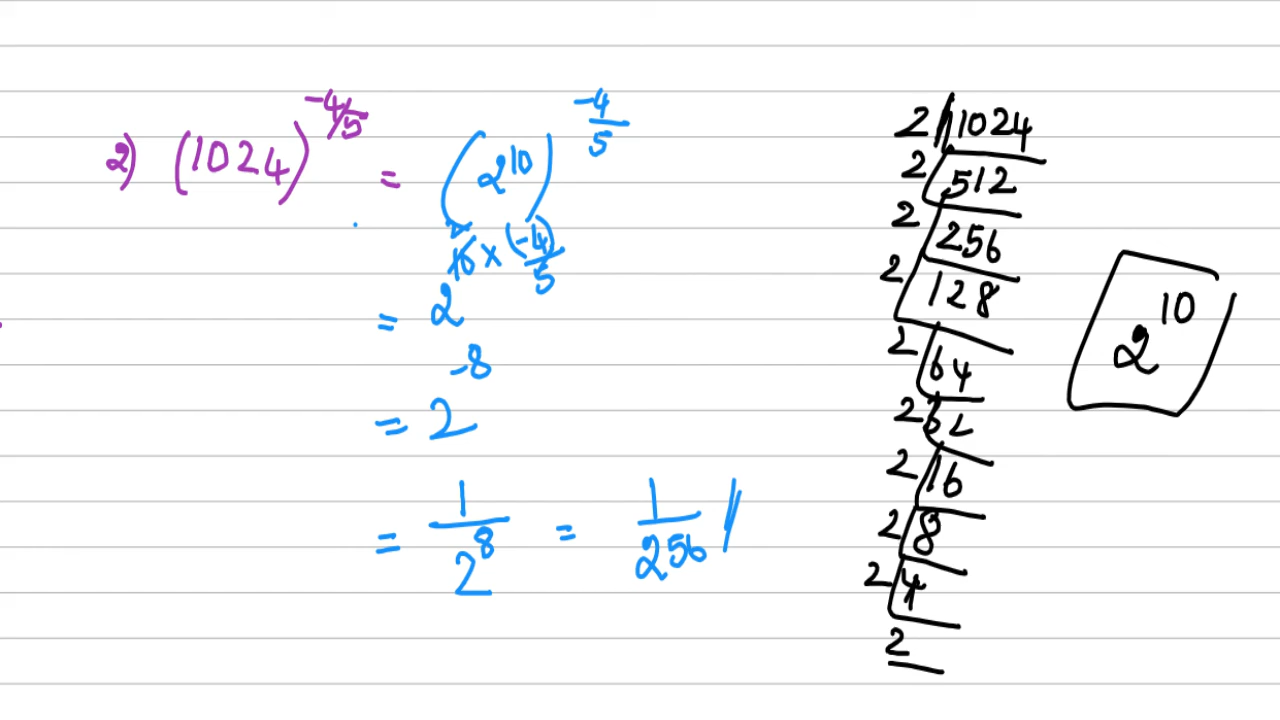 2) (1024)^{-4/5} = (2^{10})^{-4/5}
= 2^{10 × (-4)/5}
= 2^{-8}
= 1/2^8 = 1/256 //
2 | 1024
2 | 512
2 | 256
2 | 128
2 | 64
2 | 32
2 | 16
2 | 8
2 | 4
2
2^{10}